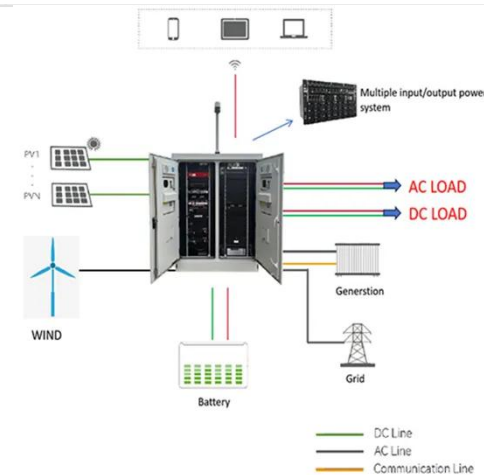 Multiple input/output power
system
PV1
PVN
AC LOAD
DC LOAD
WIND
Generstion
Grid
Battery
DC Line
AC Line
Communication Line